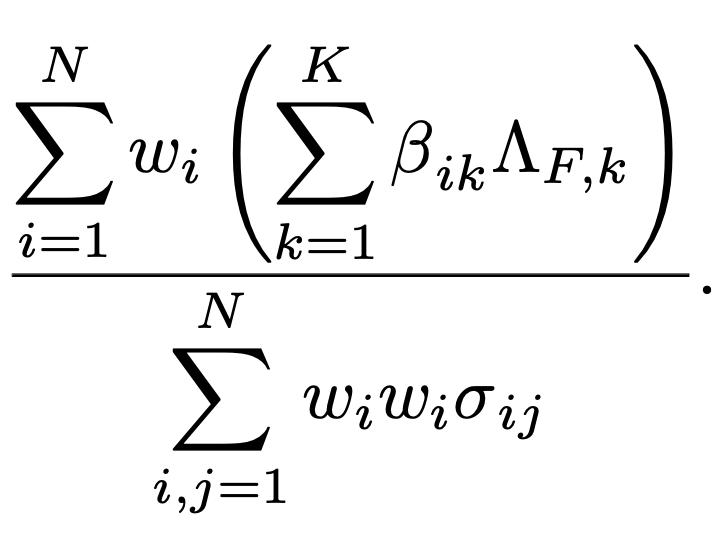 \frac{\sum_{i=1}^{N} w_i \left( \sum_{k=1}^{K} \beta_{ik} \Lambda_{F,k} \right)}{\sum_{i,j=1}^{N} w_i w_i \sigma_{ij}}.